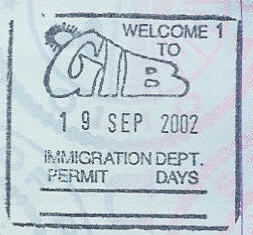 WELCOME 1
TO
GIB
19 SEP 2002
IMMIGRATION DEPT.
PERMIT DAYS